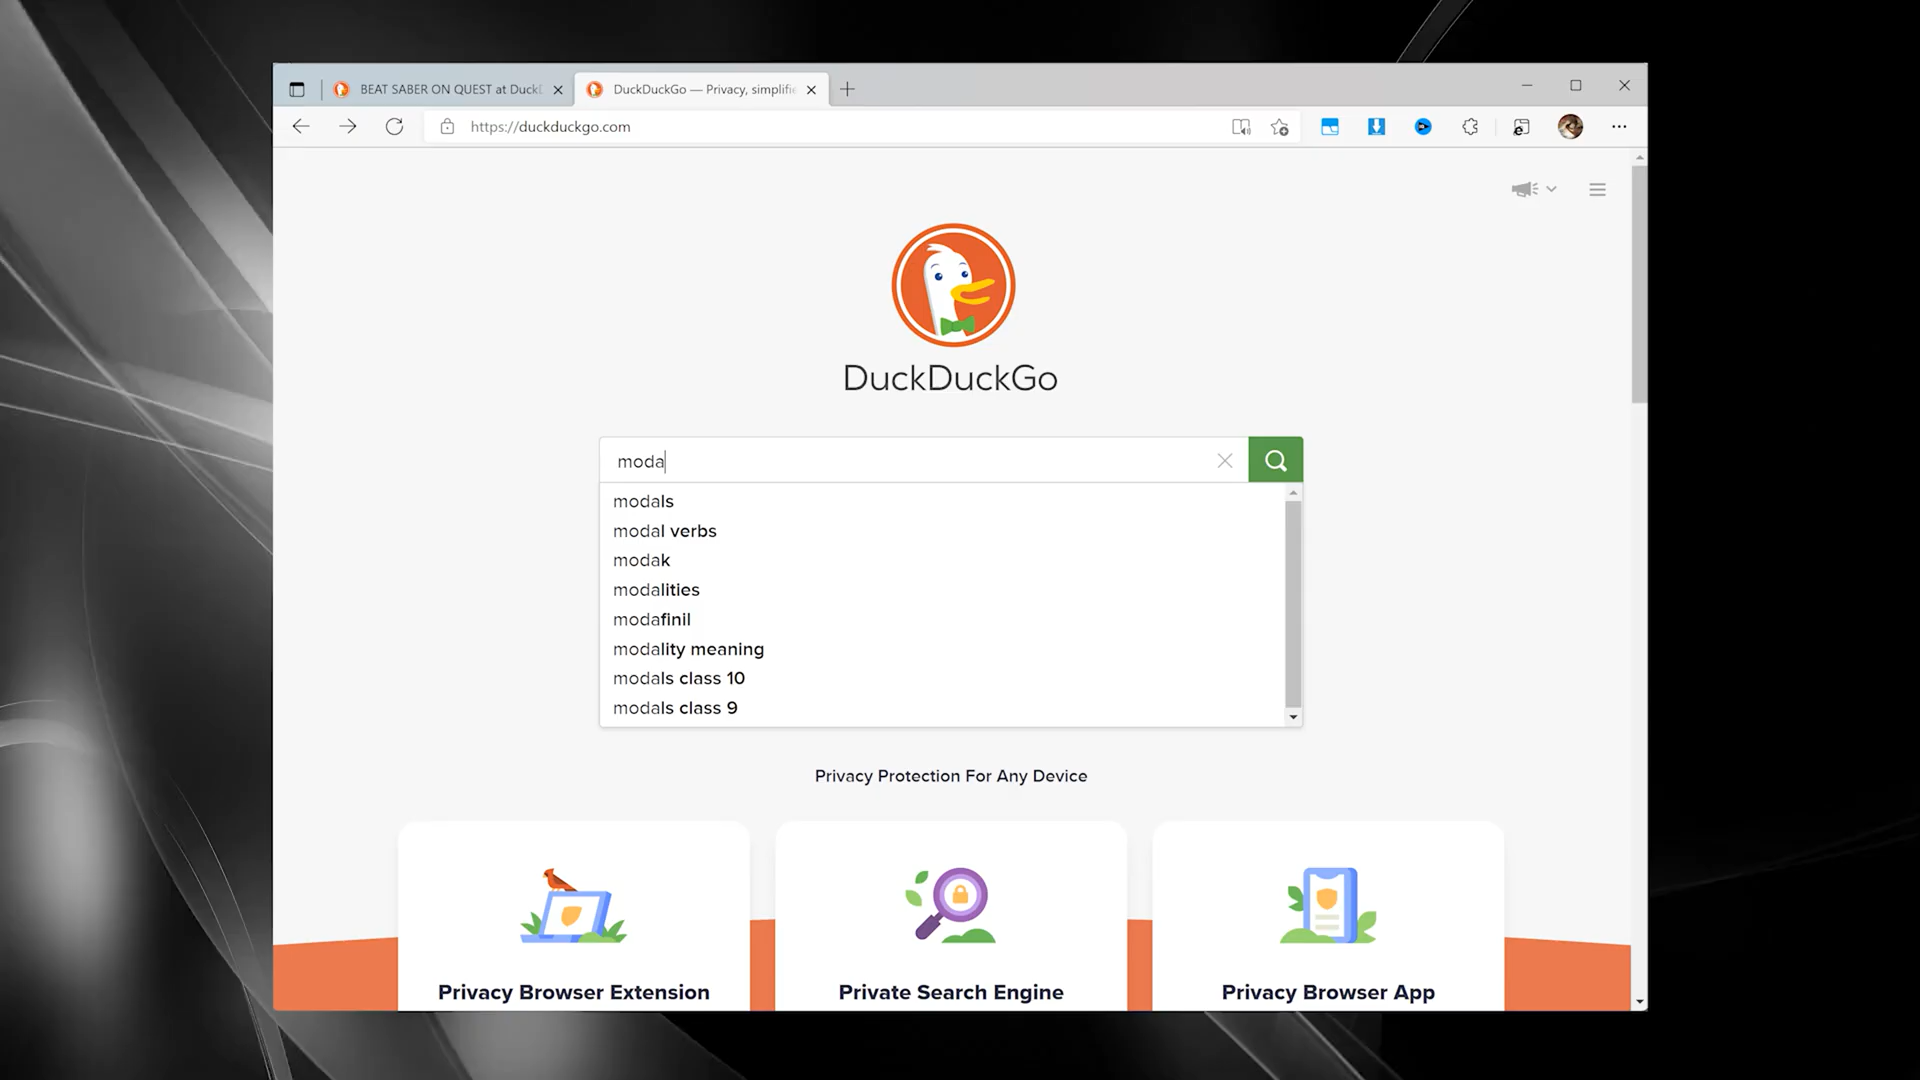 BEAT SABER ON QUEST at Duck
DuckDuckGo — Privacy, simplifi
https://duckduckgo.com
DuckDuckGo
moda
modals
modal verbs
modak
modalities
modafinil
modality meaning
modals class 10
modals class 9
Privacy Protection For Any Device
Privacy Browser Extension
Private Search Engine
Privacy Browser App